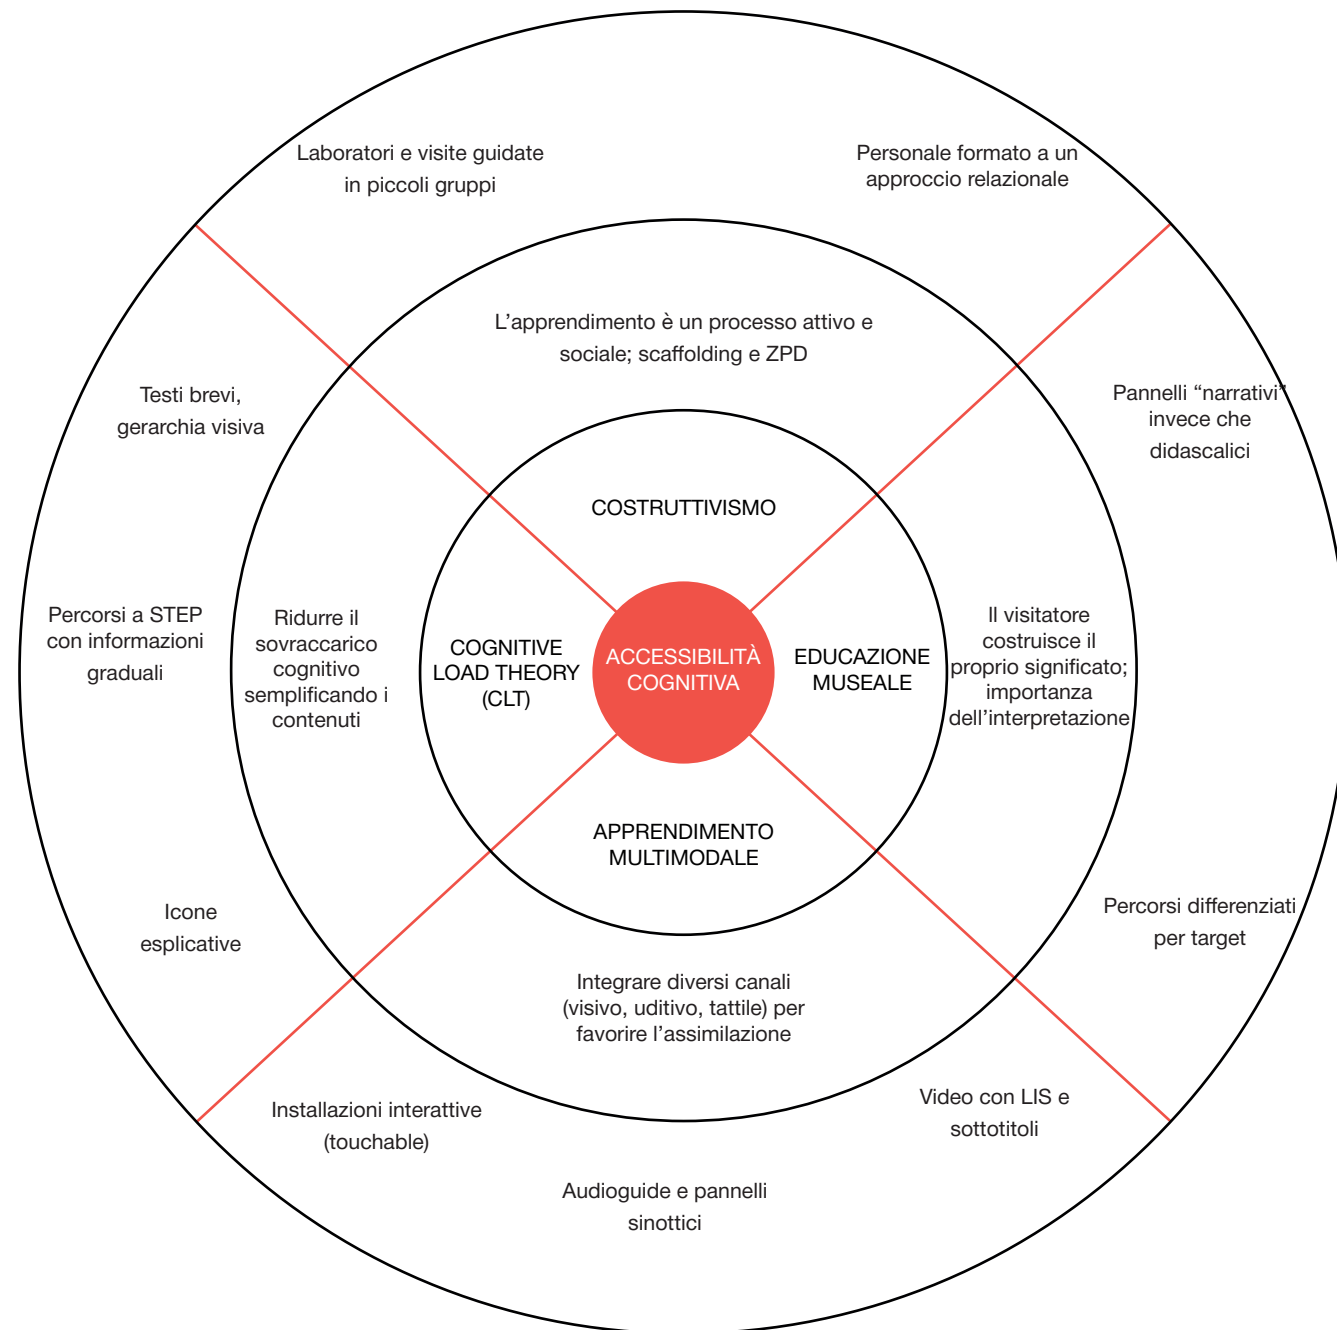 Laboratori e visite guidate
in piccoli gruppi
Personale formato a un
approccio relazionale
L’apprendimento è un processo attivo e
sociale; scaffolding e ZPD
Testi brevi,
gerarchia visiva
Pannelli “narrativi”
invece che
didascalici
COSTRUTTIVISMO
Percorsi a STEP
con informazioni
graduali
Ridurre il
sovraccarico
cognitivo
semplificando i
contenuti
COGNITIVE
LOAD THEORY
(CLT)
ACCESSIBILITÀ
COGNITIVA
EDUCAZIONE
MUSEALE
Il visitatore
costruisce il
proprio significato;
importanza
dell’interpretazione
APPRENDIMENTO
MULTIMODALE
Icone
esplicative
Percorsi differenziati
per target
Integrare diversi canali
(visivo, uditivo, tattile) per
favorire l’assimilazione
Installazioni interattive
(touchable)
Video con LIS e
sottotitoli
Audioguide e pannelli
sinottici